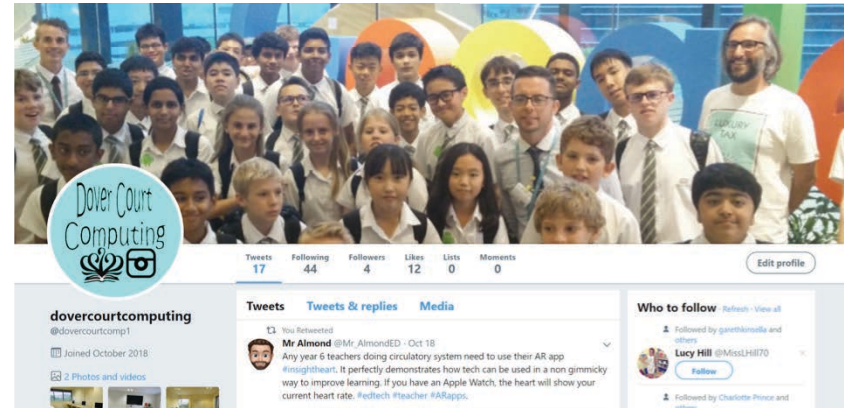 LUXURY
TAX
Dover Court
Computing
Tweets Following Followers Likes Lists Moments
17 44 4 12 0 0
Edit profile
dovercourtcomputing
@dovercourtcomp1
Joined October 2018
2 Photos and videos
Tweets Tweets & replies Media
You Retweeted
Mr Almond @Mr_AlmondED · Oct 18
Any year 6 teachers doing circulatory system need to use their AR app
#insightheart. It perfectly demonstrates how tech can be used in a non gimmicky
way to improve learning. If you have an Apple Watch, the heart will show your
current heart rate. #edtech #teacher #ARapps.
Who to follow · Refresh · View all
Followed by garethkinsella and
others
Lucy Hill @MissLHill70
Follow
Followed by Charlotte Prince and
others